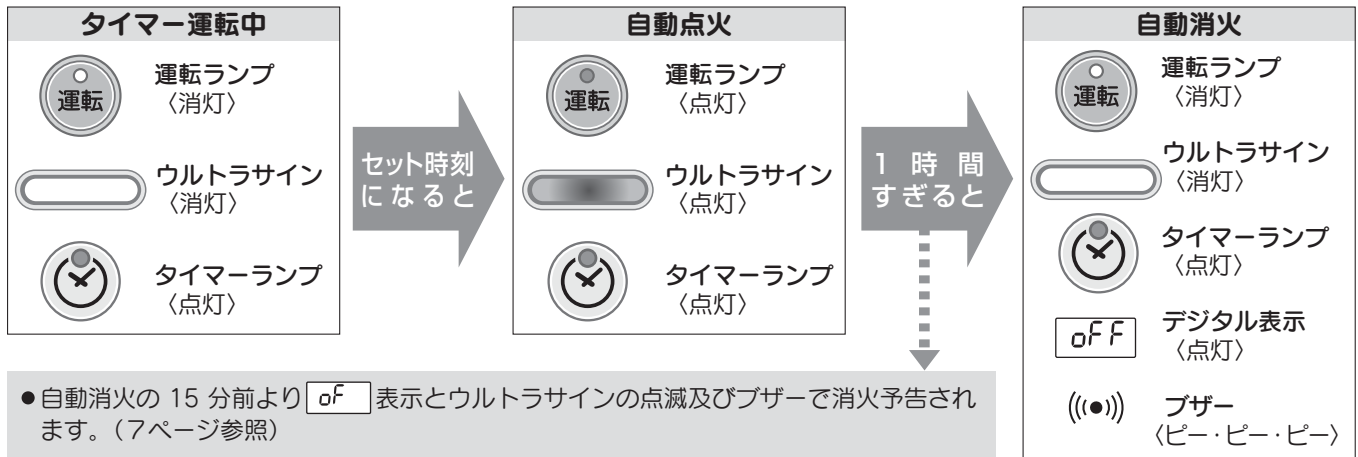 タイマー運転中
運転
運転ランプ
〈消灯〉
ウルトラサイン
〈消灯〉
タイマーランプ
〈点灯〉
セット時刻
になると
自動点火
運転
運転ランプ
〈点灯〉
ウルトラサイン
〈点灯〉
タイマーランプ
〈点灯〉
1 時 間
すぎると
自動消火
運転
運転ランプ
〈消灯〉
ウルトラサイン
〈消灯〉
タイマーランプ
〈点灯〉
oFF
デジタル表示
〈点灯〉
ブザー
〈ピー・ピー・ピー〉
●自動消火の 15 分前より oF 表示とウルトラサインの点滅及びブザーで消火予告され
ます。(7ページ参照)